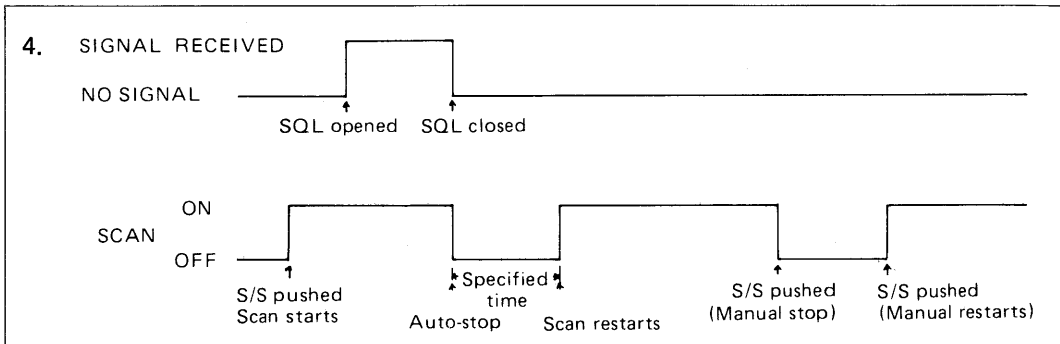 4. SIGNAL RECEIVED
NO SIGNAL
SQL opened SQL closed
ON
SCAN
OFF
S/S pushed
Scan starts
Specified
time
Auto-stop
Scan restarts
S/S pushed
(Manual stop)
S/S pushed
(Manual restarts)